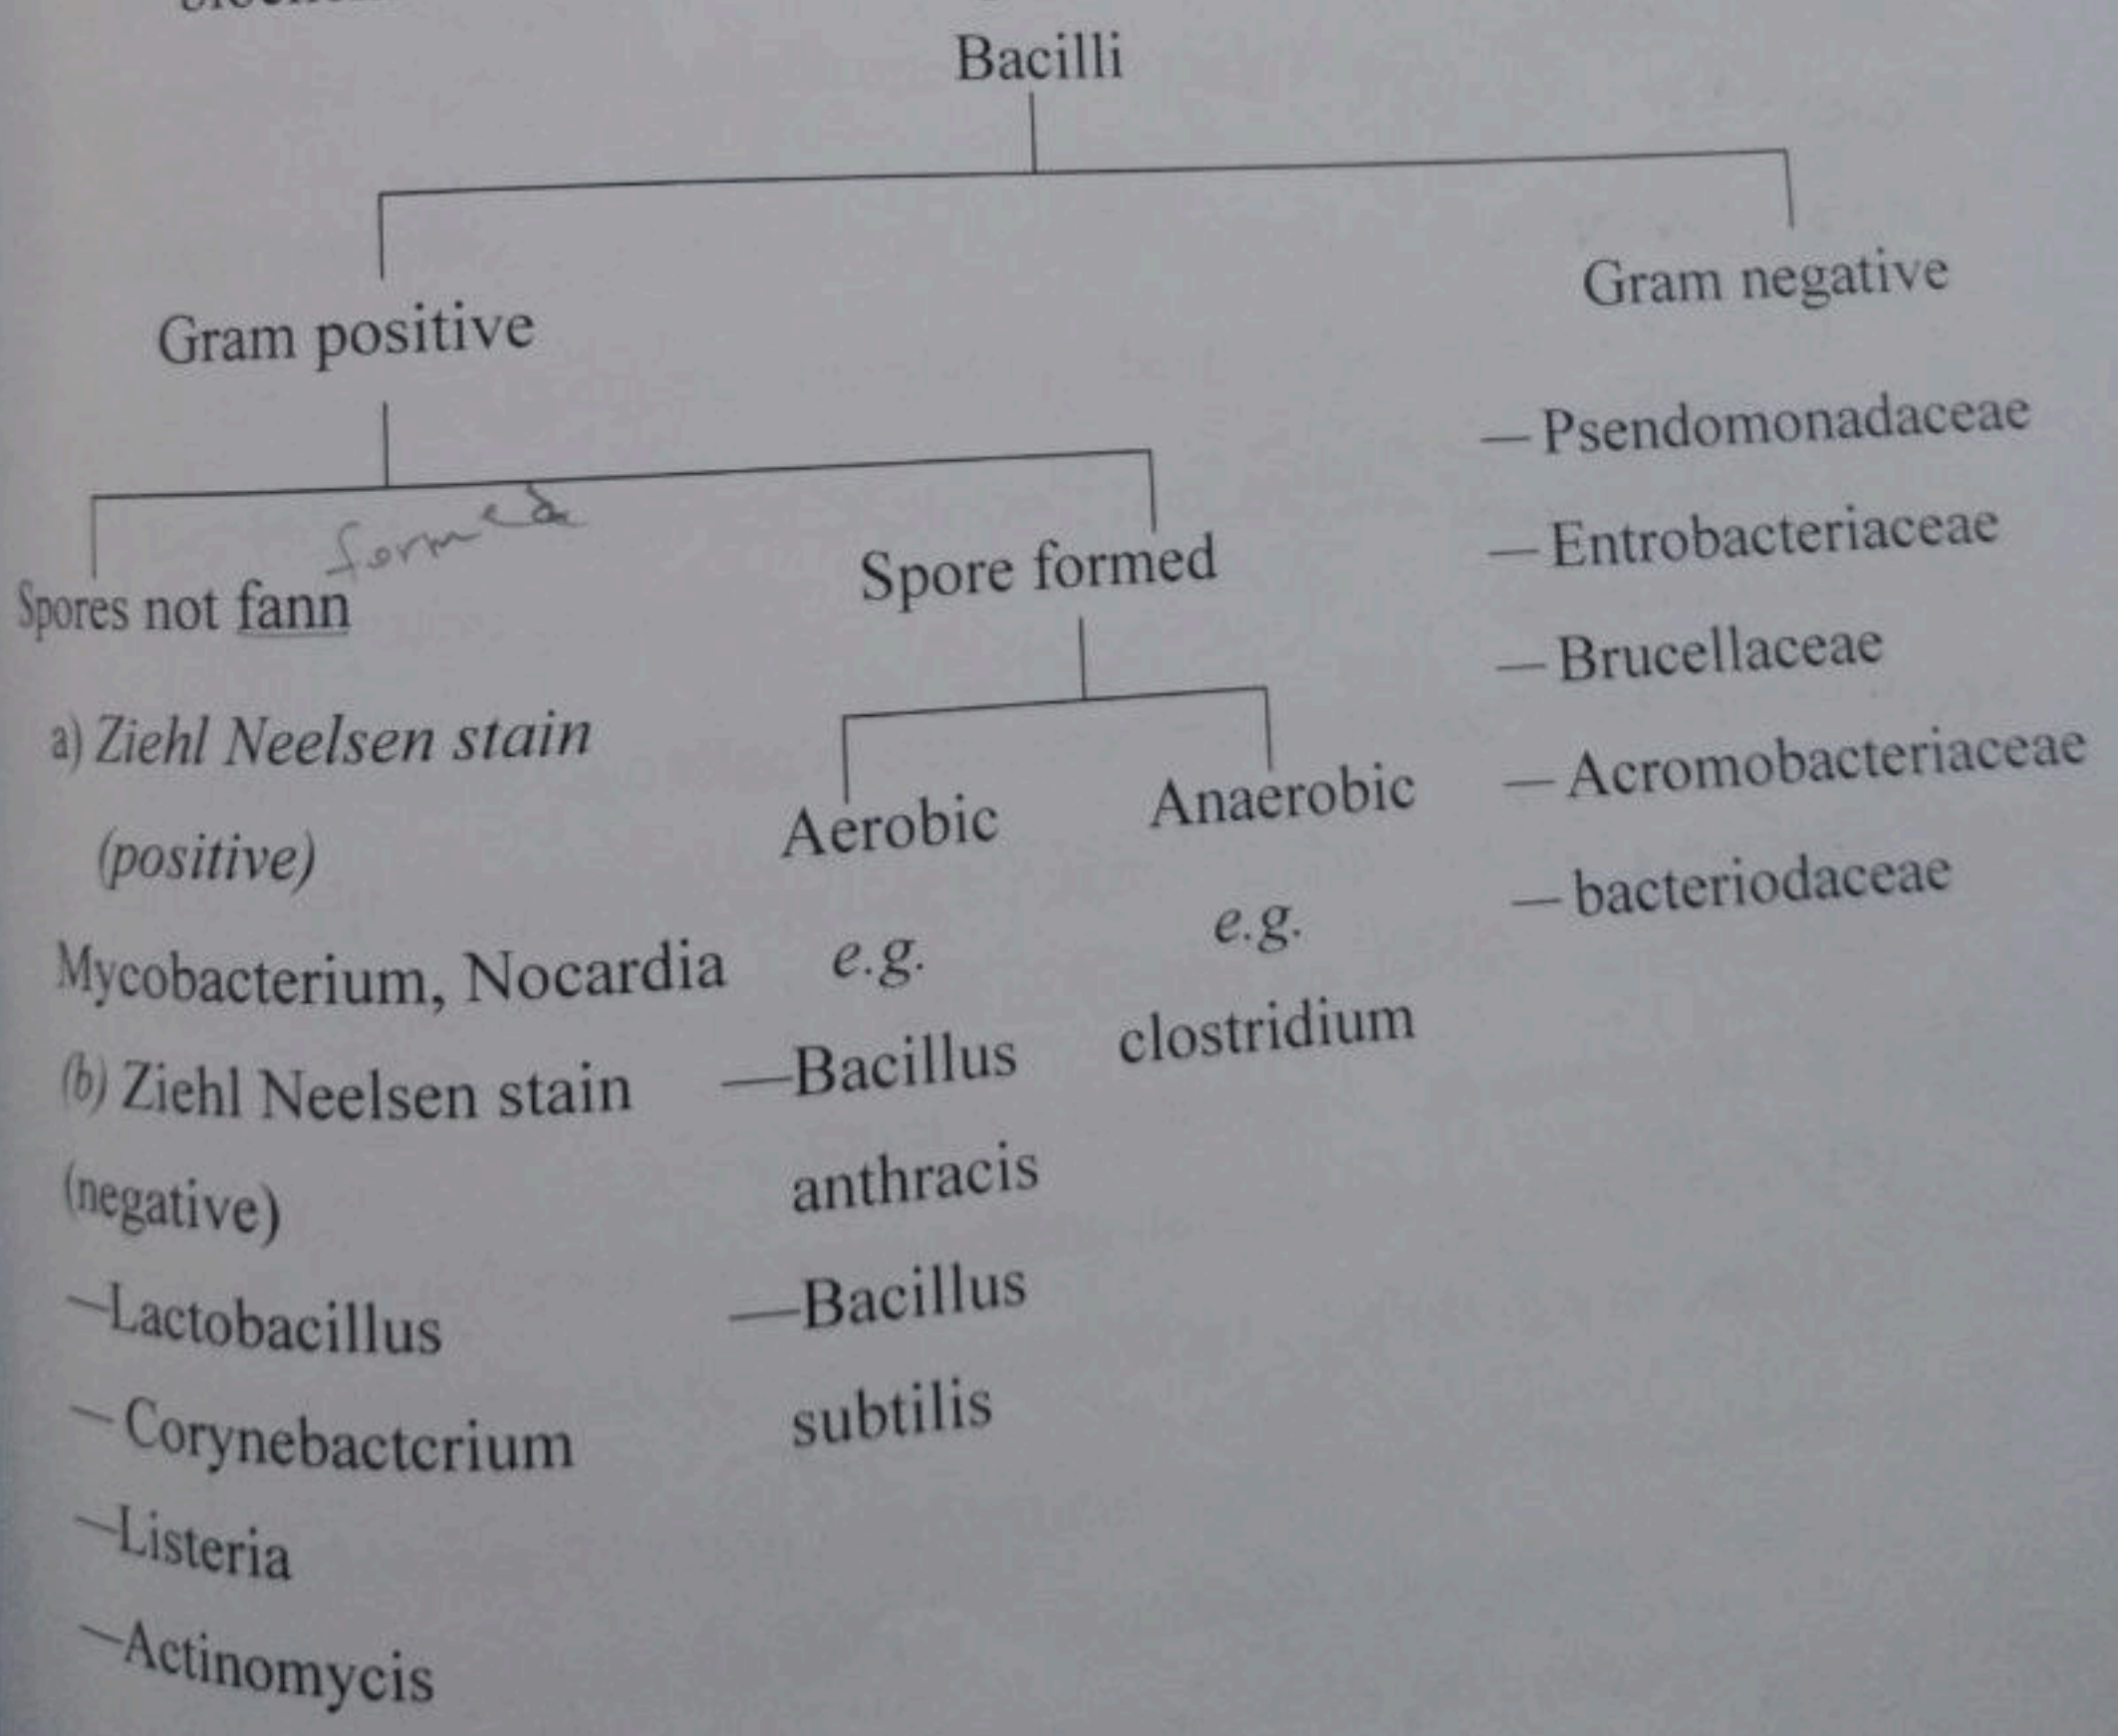 Bacilli
Gram positive
Gram negative
formed
Spores not fann
a) Ziehl Neelsen stain
(positive)
Mycobacterium, Nocardia
(b) Ziehl Neelsen stain
(negative)
—Lactobacillus
—Corynebactcrium
—Listeria
—Actinomycis
Spore formed
Aerobic
e.g.
—Bacillus
anthracis
—Bacillus
subtilis
Anaerobic
e.g.
clostridium
—Psendomonadaceae
—Entrobacteriaceae
—Brucellaceae
—Acromobacteriaceae
—bacteriodaceae